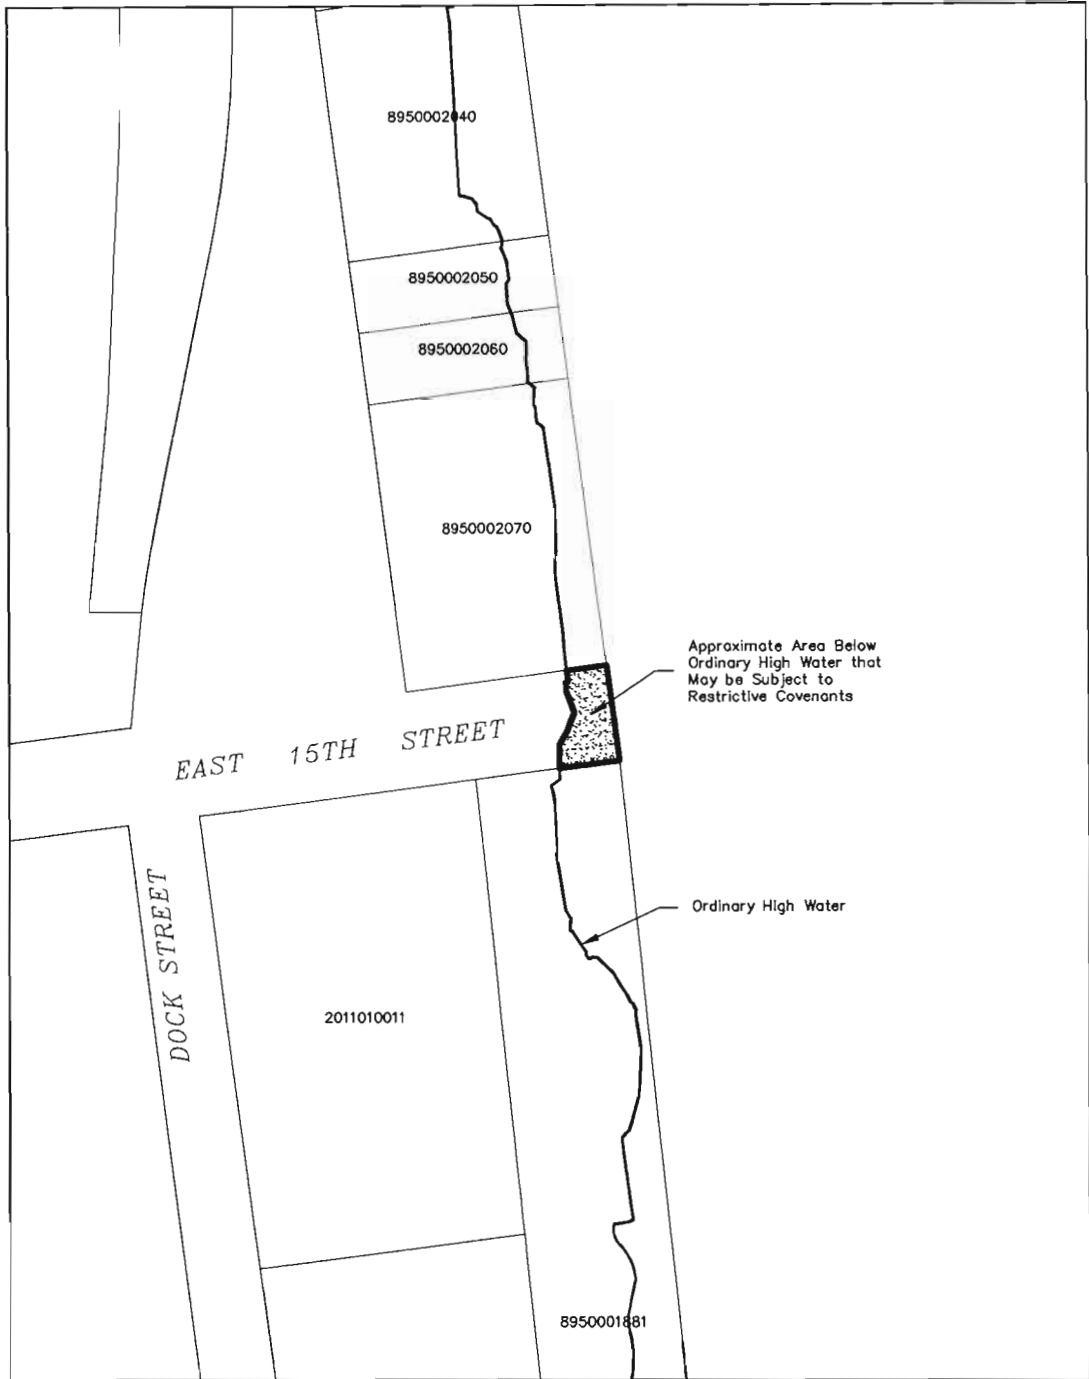 8950002040
8950002050
8950002060
8950002070
Approximate Area Below
Ordinary High Water that
May be Subject to
Restrictive Covenants
EAST 15TH STREET
DOCK STREET
Ordinary High Water
2011010011
8950001881